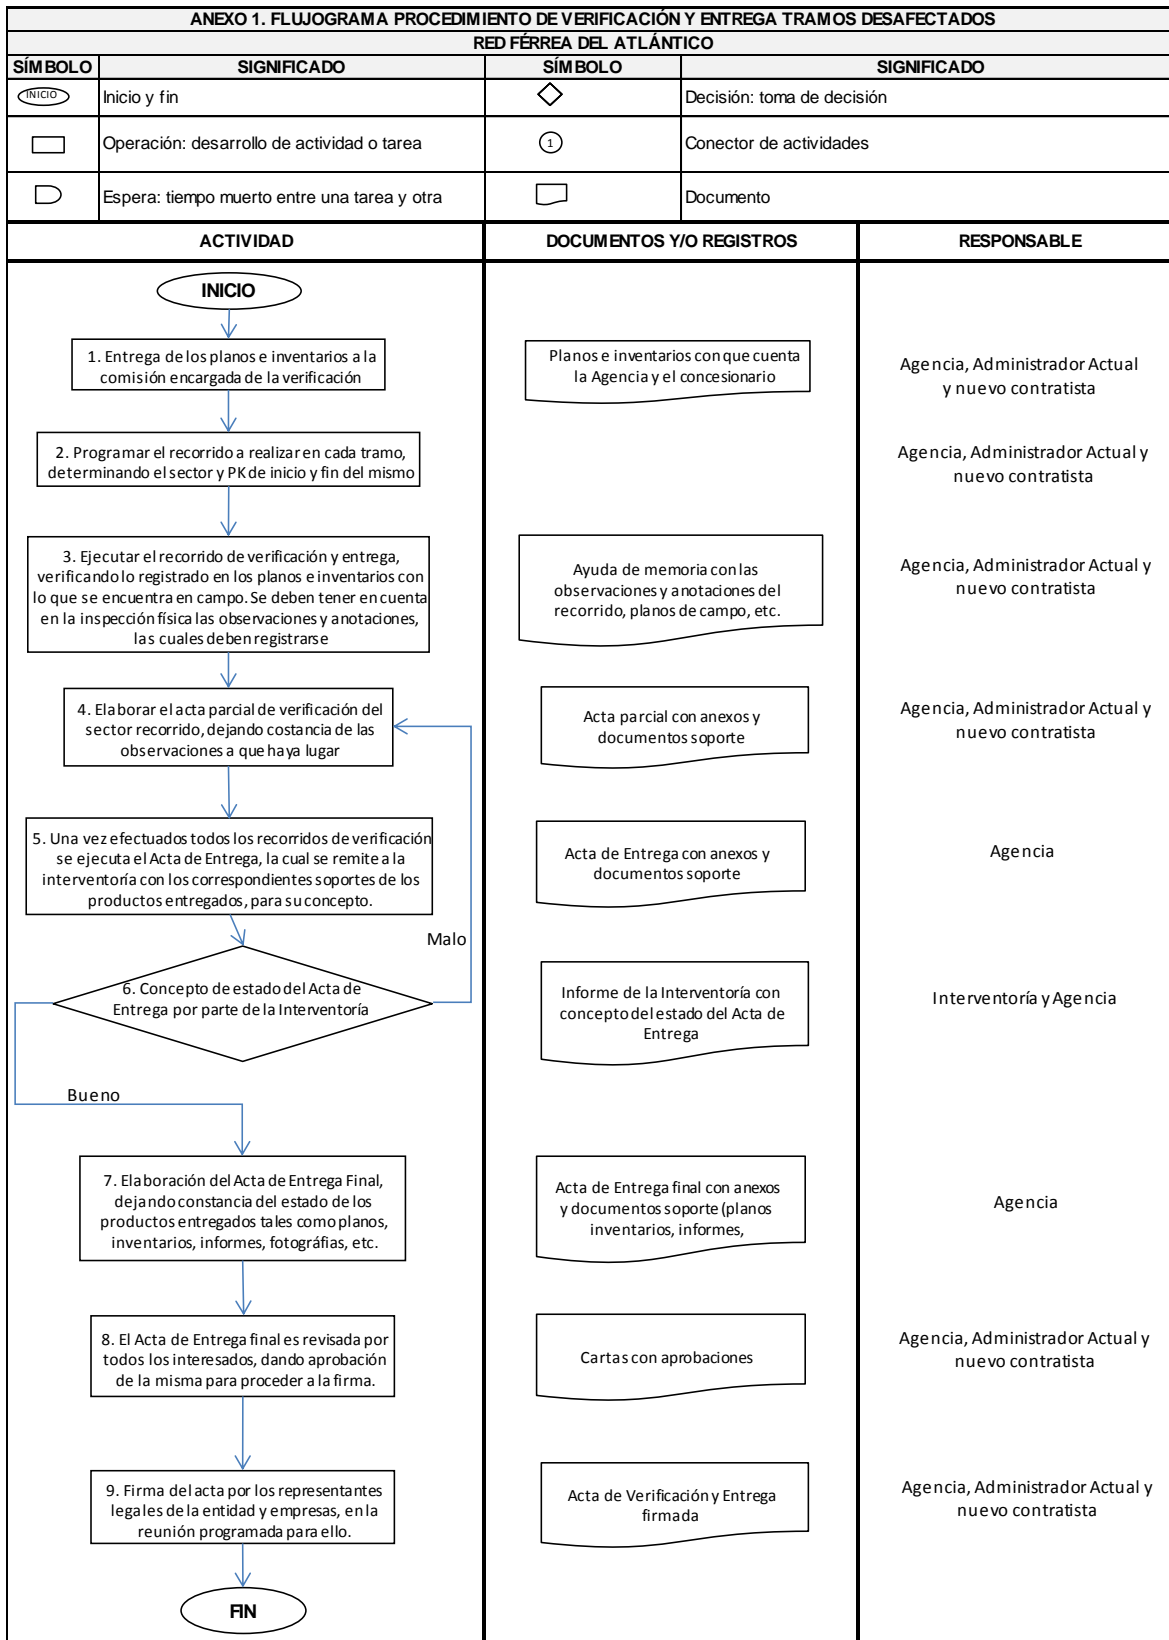 ANEXO 1. FLUJOGRAMA PROCEDIMIENTO DE VERIFICACIÓN Y ENTREGA TRAMOS DESAFECTADOS
RED FÉRREA DEL ATLÁNTICO
SÍMBOLO SIGNIFICADO SÍMBOLO SIGNIFICADO
INICIO Inicio y fin Decisión: toma de decisión
Operación: desarrollo de actividad o tarea 1 Conector de actividades
Espera: tiempo muerto entre una tarea y otra Documento
ACTIVIDAD DOCUMENTOS Y/O REGISTROS RESPONSABLE
INICIO
1. Entrega de los planos e inventarios a la
comisión encargada de la verificación
Planos e inventarios con que cuenta
la Agencia y el concesionario
Agencia, Administrador Actual
y nuevo contratista
2. Programar el recorrido a realizar en cada tramo,
determinando el sector y PK de inicio y fin del mismo
Agencia, Administrador Actual y
nuevo contratista
3. Ejecutar el recorrido de verificación y entrega,
verificando lo registrado en los planos e inventarios con
lo que se encuentra en campo. Se deben tener en cuenta
en la inspección física las observaciones y anotaciones,
las cuales deben registrarse
Ayuda de memoria con las
observaciones y anotaciones del
recorrido, planos de campo, etc.
Agencia, Administrador Actual y
nuevo contratista
4. Elaborar el acta parcial de verificación del
sector recorrido, dejando costancia de las
observaciones a que haya lugar
Acta parcial con anexos y
documentos soporte
Agencia, Administrador Actual y
nuevo contratista
5. Una vez efectuados todos los recorridos de verificación
se ejecuta el Acta de Entrega, la cual se remite a la
interventoría con los correspondientes soportes de los
productos entregados, para su concepto.
Acta de Entrega con anexos y
documentos soporte
Agencia
Malo
6. Concepto de estado del Acta de
Entrega por parte de la Interventoría
Informe de la Interventoría con
concepto del estado del Acta de
Entrega
Interventoría y Agencia
Bueno
7. Elaboración del Acta de Entrega Final,
dejando constancia del estado de los
productos entregados tales como planos,
inventarios, informes, fotográfias, etc.
Acta de Entrega final con anexos
y documentos soporte (planos
inventarios, informes,
Agencia
8. El Acta de Entrega final es revisada por
todos los interesados, dando aprobación
de la misma para proceder a la firma.
Cartas con aprobaciones
Agencia, Administrador Actual y
nuevo contratista
9. Firma del acta por los representantes
legales de la entidad y empresas, en la
reunión programada para ello.
Acta de Verificación y Entrega
firmada
Agencia, Administrador Actual y
nuevo contratista
FIN